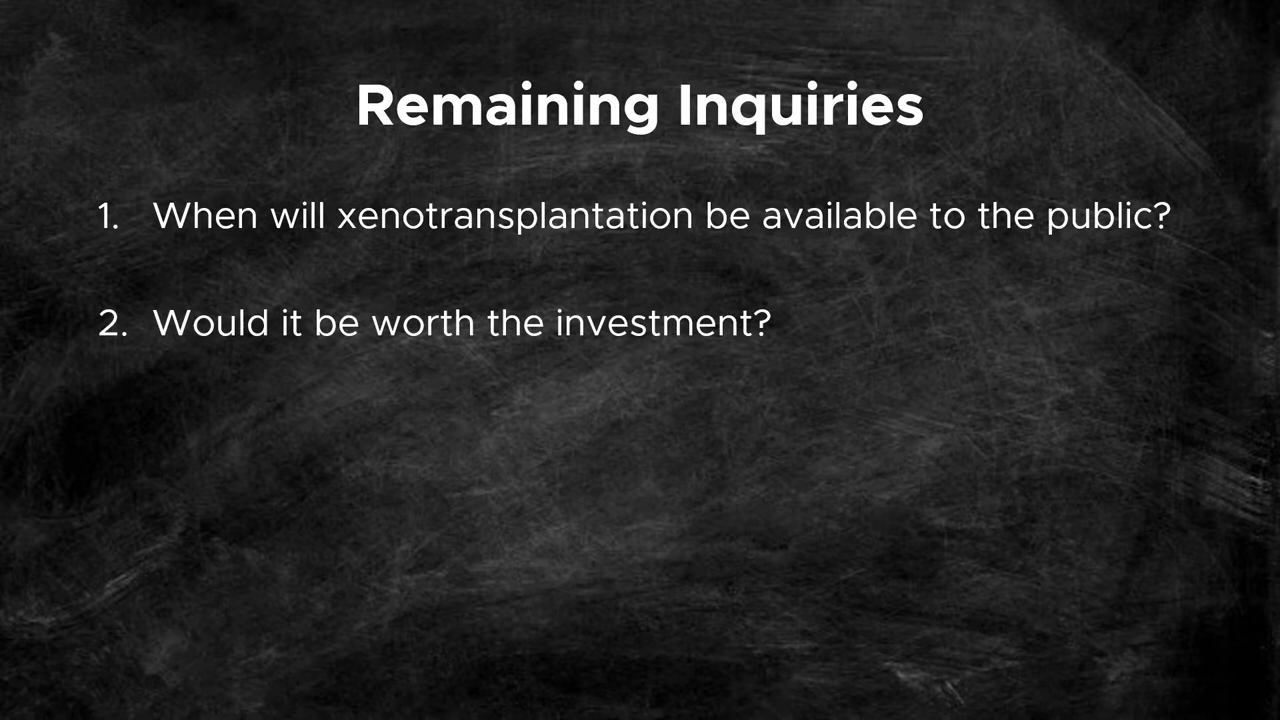 Remaining Inquiries
1. When will xenotransplantation be available to the public?
2. Would it be worth the investment?